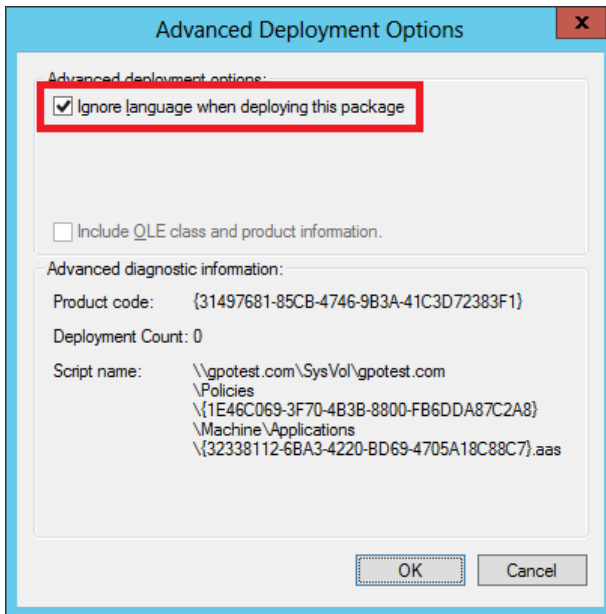 Advanced Deployment Options
x
Advanced deployment options:
Ignore language when deploying this package
Include OLE class and product information.
Advanced diagnostic information:
Product code: {31497681-85CB-4746-9B3A-41C3D72383F1}
Deployment Count: 0
Script name: \\gpotest.com\SysVol\gpotest.com
\Policies
\{1E46C069-3F70-4B3B-8800-FB6DDA87C2A8}
\Machine\Applications
\{32338112-6BA3-4220-BD69-4705A18C88C7}.aas
OK Cancel